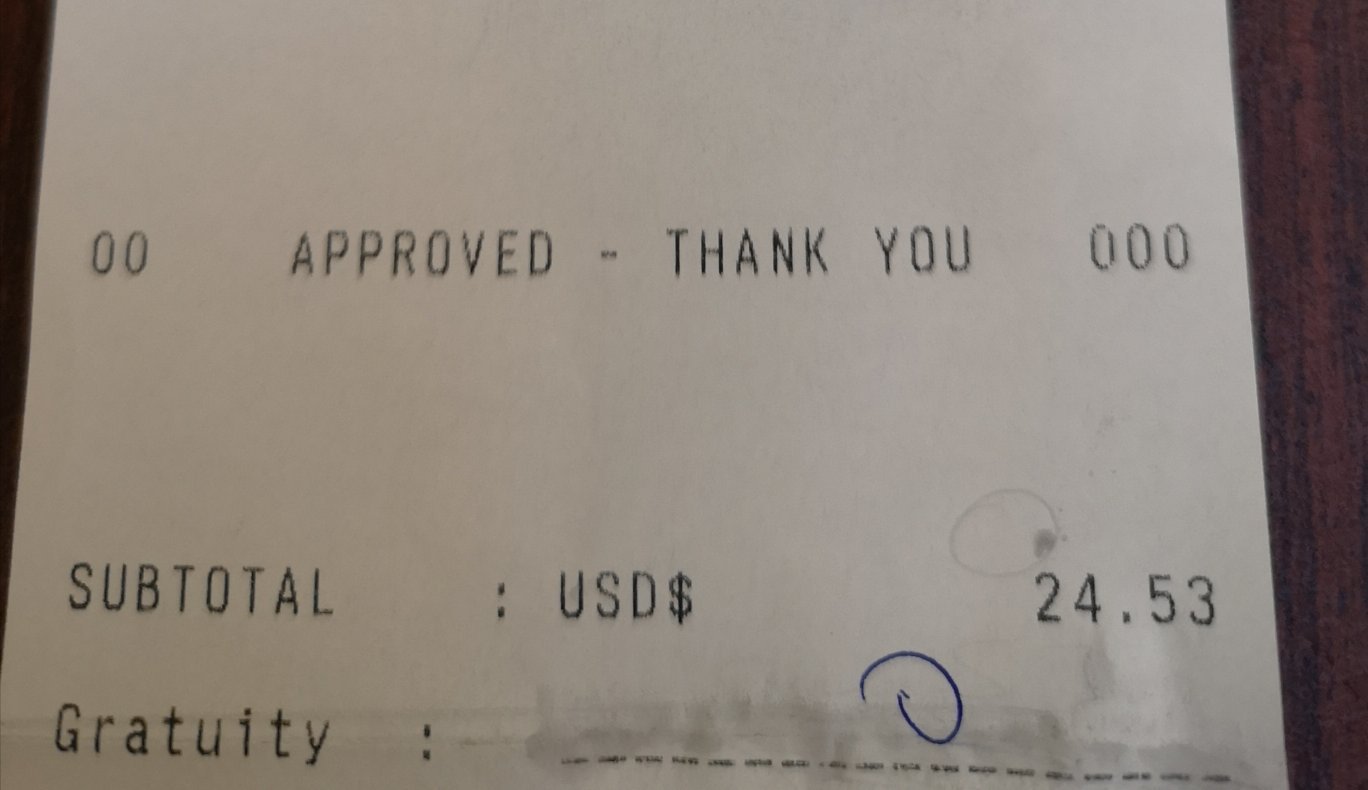 00 APPROVED - THANK YOU 000
SUBTOTAL : USD$ 24.53
Gratuity :